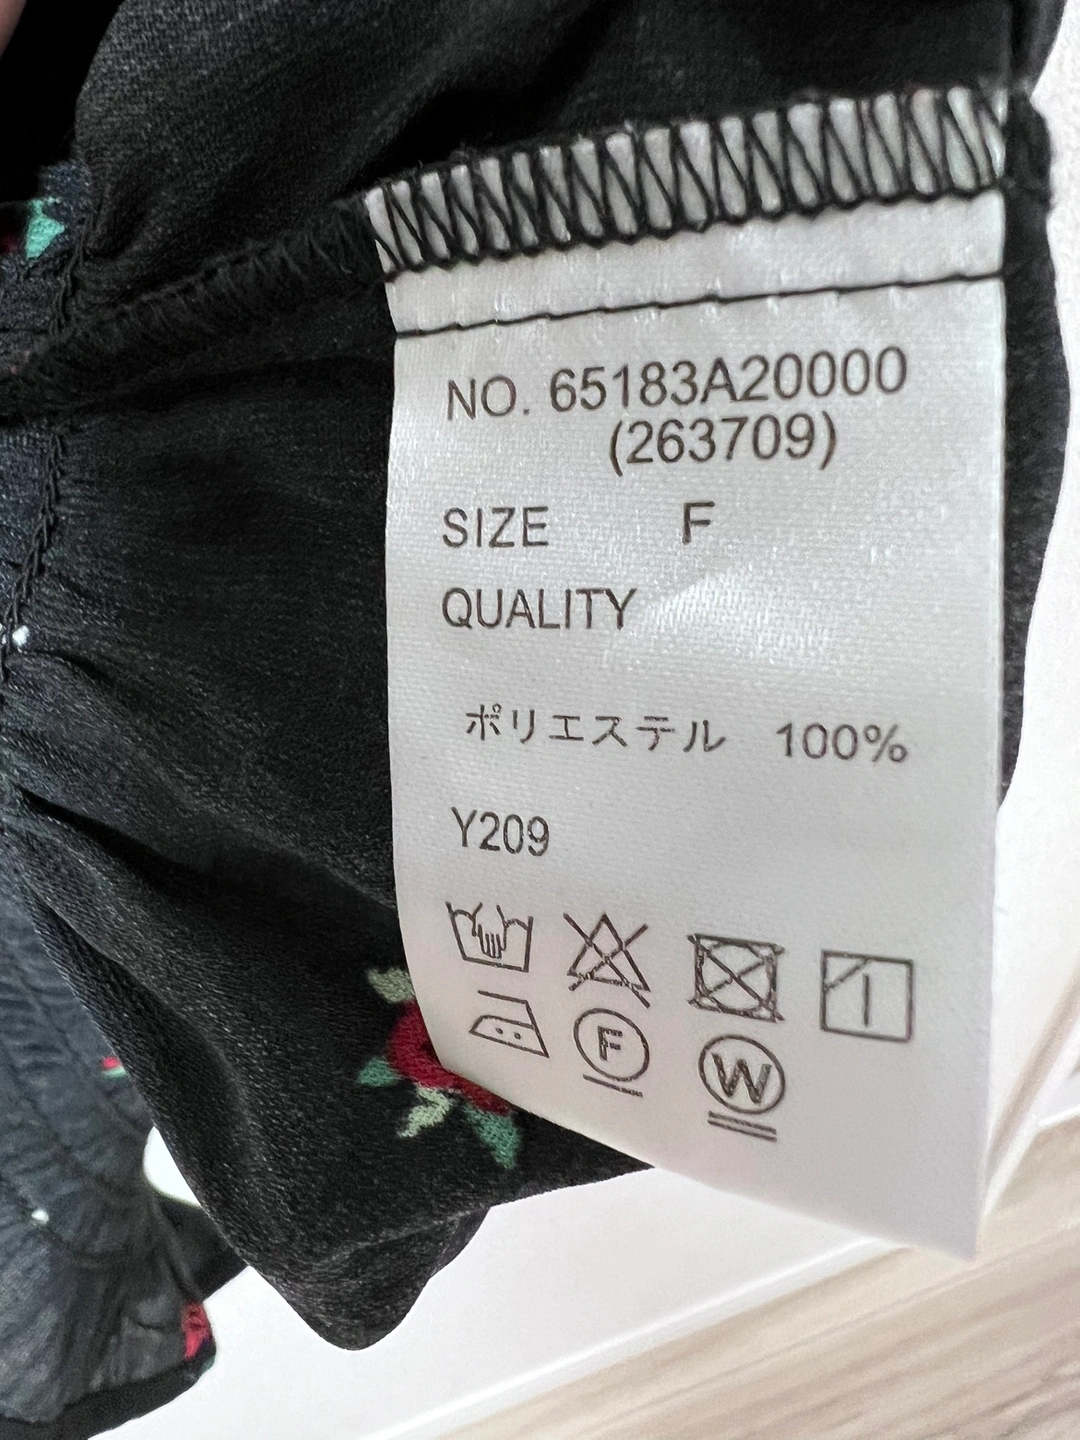 NO. 65183A20000
(263709)
SIZE F
QUALITY
ポリエステル 100%
Y209
F
W